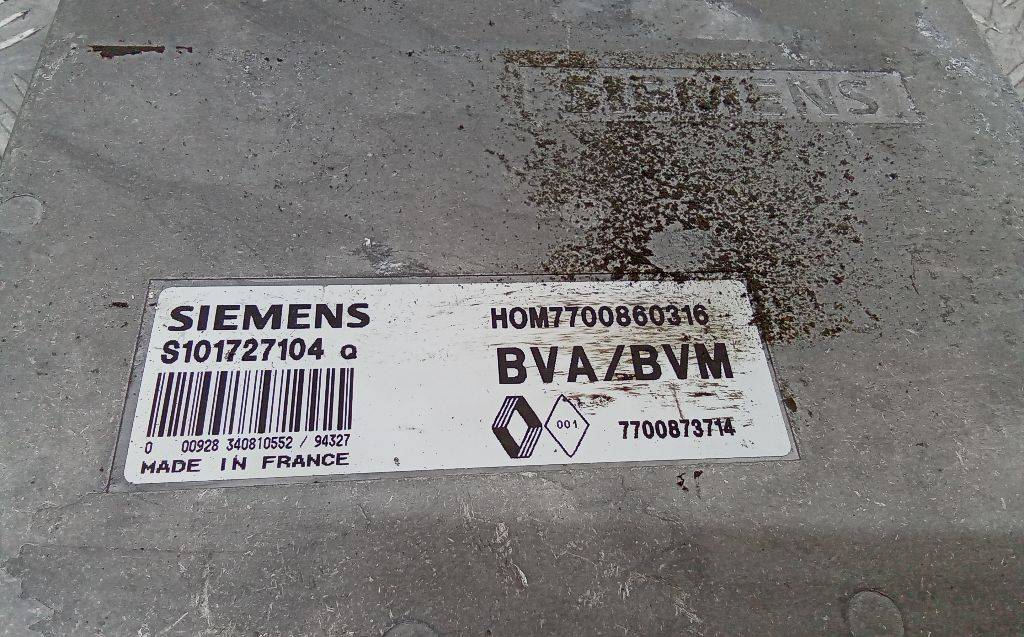 SIEMENS
SIEMENS
S101727104 Q
0 00928 340810552 / 94327
MADE IN FRANCE
HOM7700860316
BVA/BVM
001
7700873714